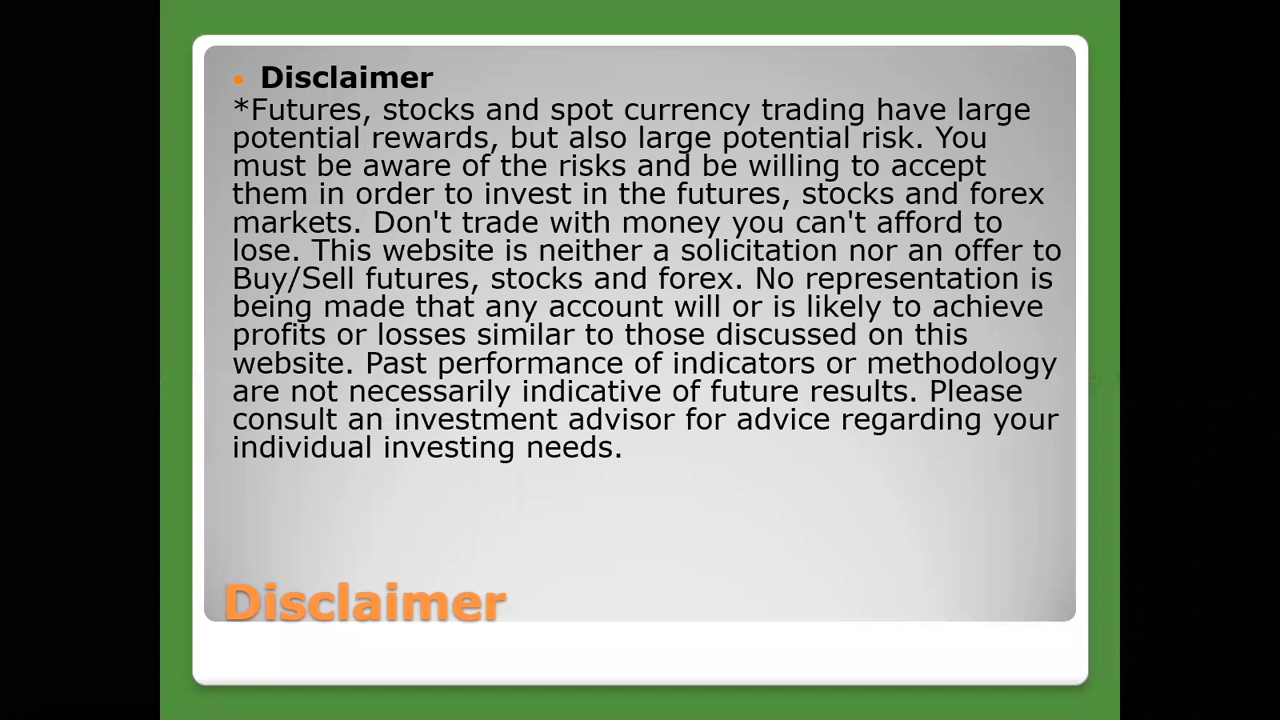 • Disclaimer
*Futures, stocks and spot currency trading have large
potential rewards, but also large potential risk. You
must be aware of the risks and be willing to accept
them in order to invest in the futures, stocks and forex
markets. Don't trade with money you can't afford to
lose. This website is neither a solicitation nor an offer to
Buy/Sell futures, stocks and forex. No representation is
being made that any account will or is likely to achieve
profits or losses similar to those discussed on this
website. Past performance of indicators or methodology
are not necessarily indicative of future results. Please
consult an investment advisor for advice regarding your
individual investing needs.
Disclaimer